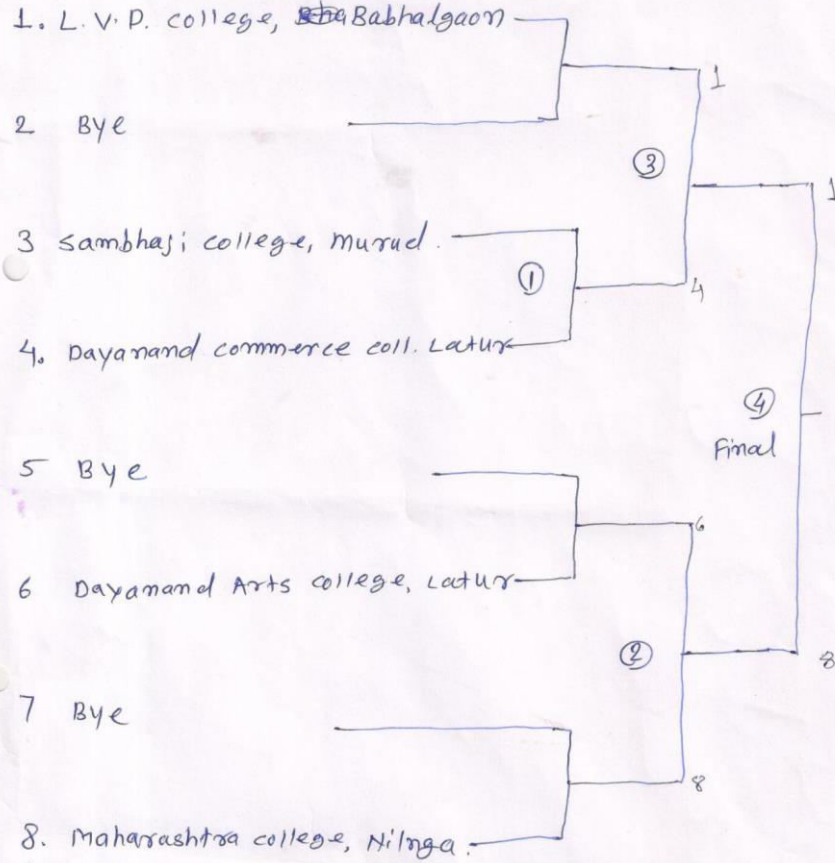 1. L. V. P. college, Babhalgaon
1
2 Bye
③
1
3 Sambhaji college, Murud.
①
4
4. Dayanand commerce coll. Latur
④
Final
5 Bye
6
6 Dayanand Arts college, Latur
②
8
7 Bye
8
8. Maharashtra college, Nilnga.